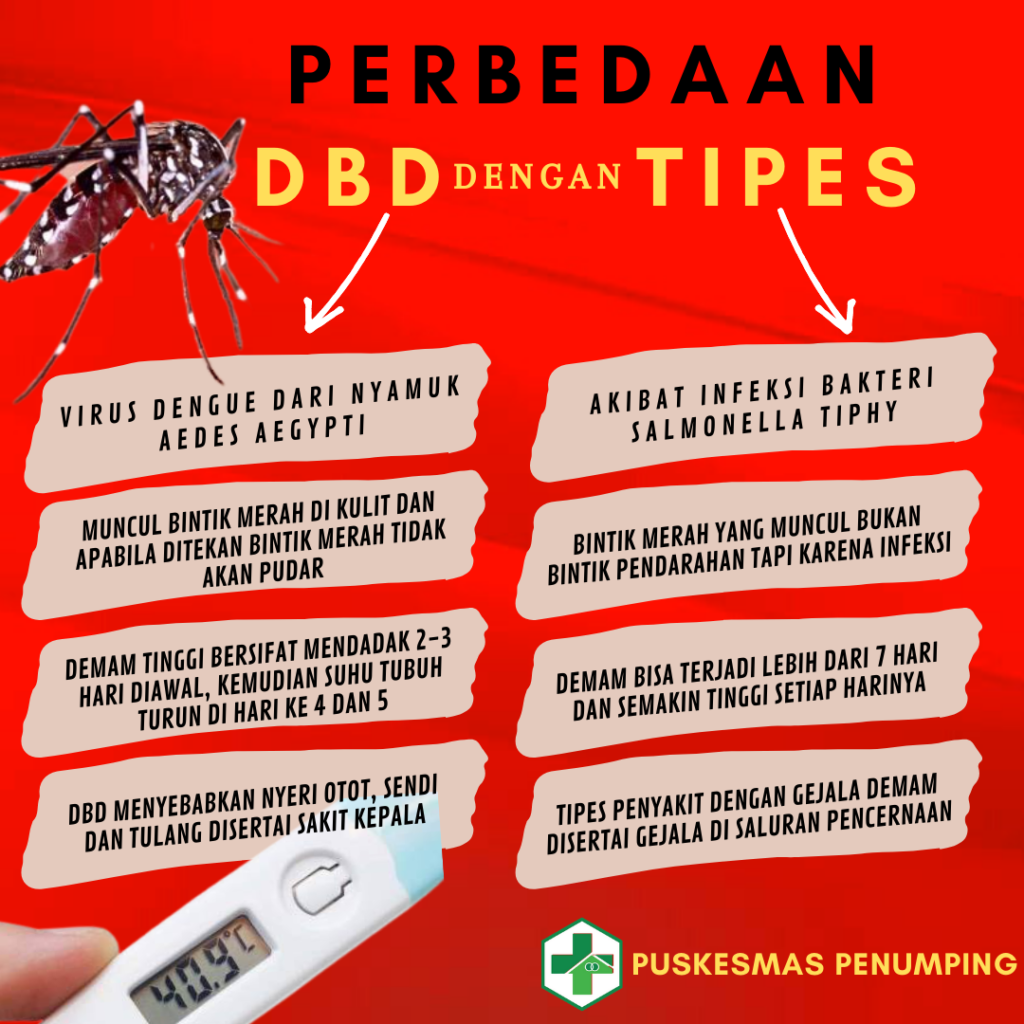 PERBEDAAN
DBD DENGAN TIPES
VIRUS DENGUE DARI NYAMUK
AEDES AEGYPTI
MUNCUL BINTIK MERAH DI KULIT DAN
APABILA DITEKAN BINTIK MERAH TIDAK
AKAN PUDAR
DEMAM TINGGI BERSIFAT MENDADAK 2-3
HARI DIAWAL, KEMUDIAN SUHU TUBUH
TURUN DI HARI KE 4 DAN 5
DBD MENYEBABKAN NYERI OTOT, SENDI
DAN TULANG DISERTAI SAKIT KEPALA
AKIBAT INFEKSI BAKTERI
SALMONELLA TIPHY
BINTIK MERAH YANG MUNCUL BUKAN
BINTIK PENDARAHAN TAPI KARENA INFEKSI
DEMAM BISA TERJADI LEBIH DARI 7 HARI
DAN SEMAKIN TINGGI SETIAP HARINYA
TIPES PENYAKIT DENGAN GEJALA DEMAM
DISERTAI GEJALA DI SALURAN PENCERNAAN
40.9°C
PUSKESMAS PENUMPING